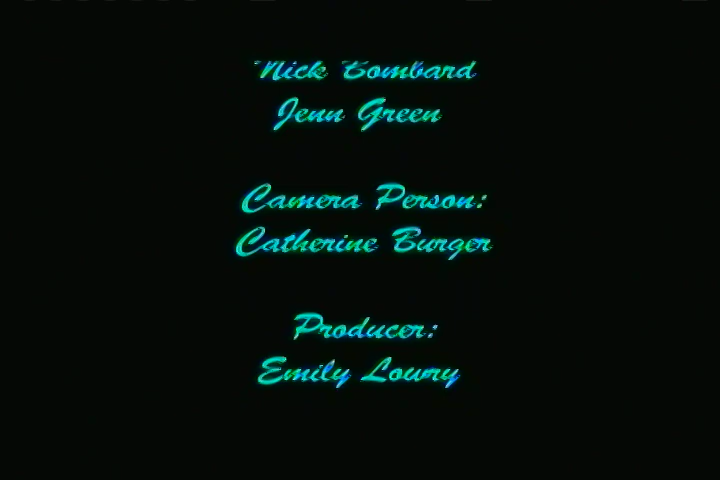 Nick Bombard
Jenn Green
Camera Person:
Catherine Burger
Producer:
Emily Lowry